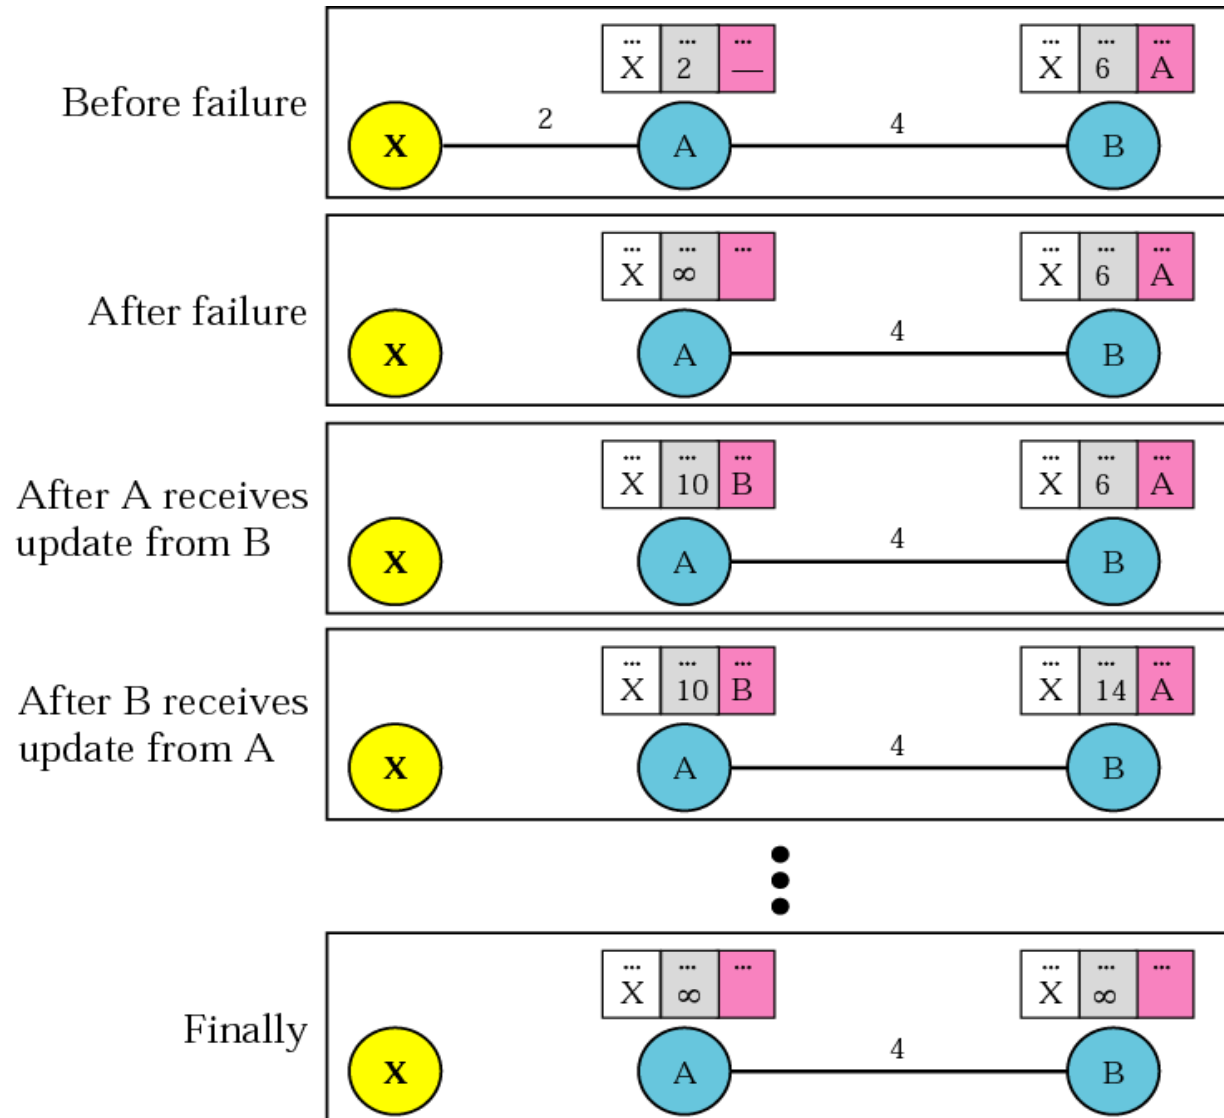 ... ... ... ... ... ...
X 2 — X 6 A
Before failure
2 4
X A B
... ... ... ... ... ...
X ∞ X 6 A
After failure
4
X A B
... ... ... ... ... ...
X 10 B X 6 A
After A receives
update from B
4
X A B
... ... ... ... ... ...
X 10 B X 14 A
After B receives
update from A
4
X A B
... ... ... ... ... ...
X ∞ X ∞
Finally
4
X A B